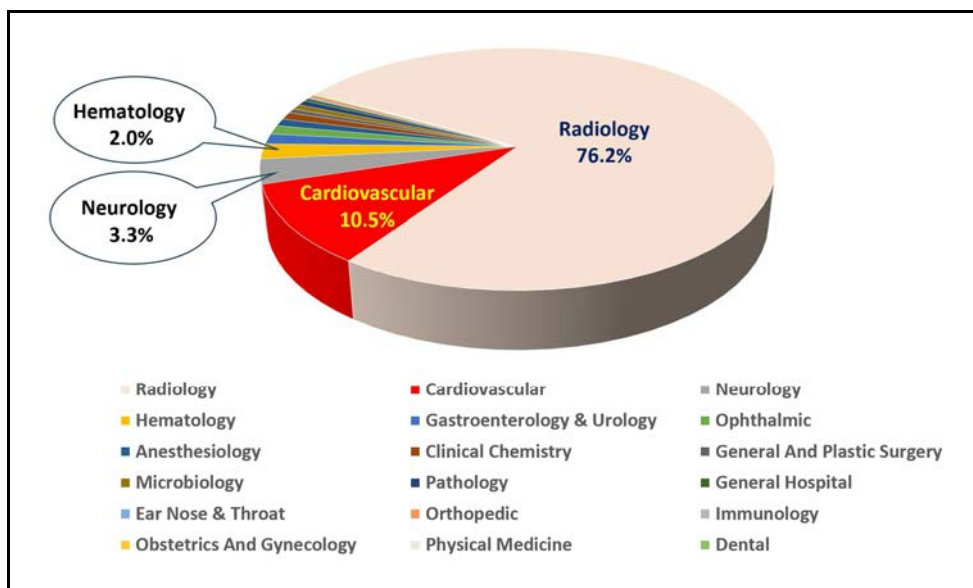 Hematology
2.0%
Radiology
76.2%
Cardiovascular
10.5%
Neurology
3.3%
Radiology Cardiovascular Neurology
Hematology Gastroenterology & Urology Ophthalmic
Anesthesiology Clinical Chemistry General And Plastic Surgery
Microbiology Pathology General Hospital
Ear Nose & Throat Orthopedic Immunology
Obstetrics And Gynecology Physical Medicine Dental